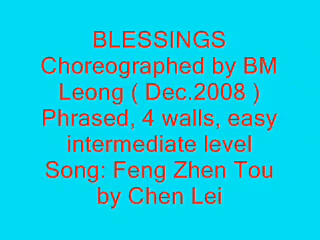 BLESSINGS
Choreographed by BM
Leong ( Dec.2008 )
Phrased, 4 walls, easy
intermediate level
Song: Feng Zhen Tou
by Chen Lei